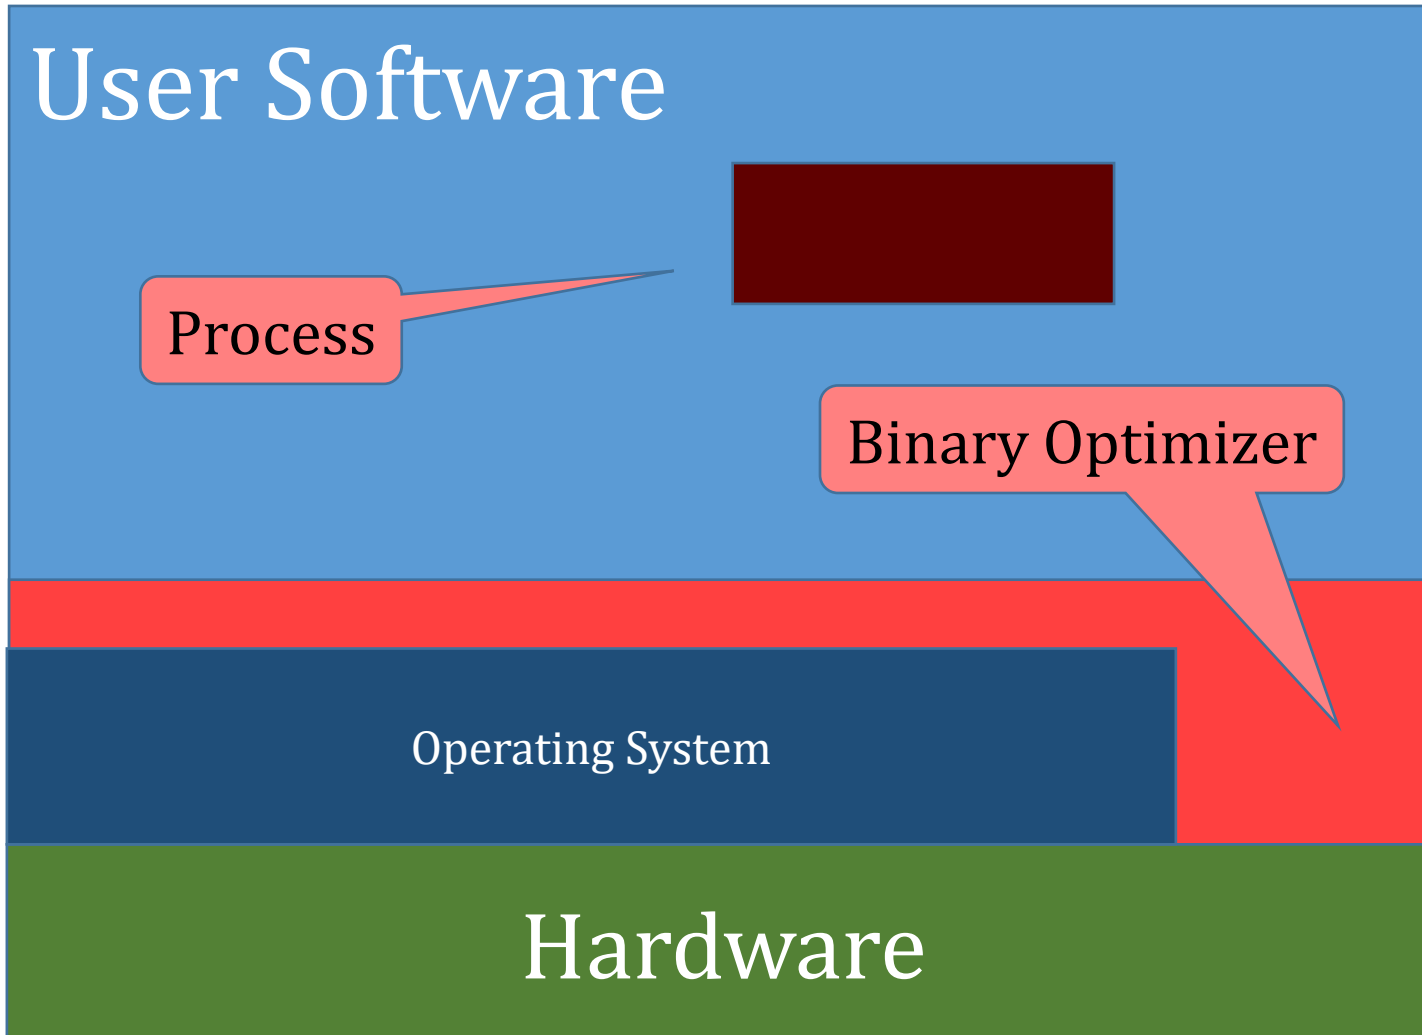 User Software
Process
Binary Optimizer
Operating System
Hardware